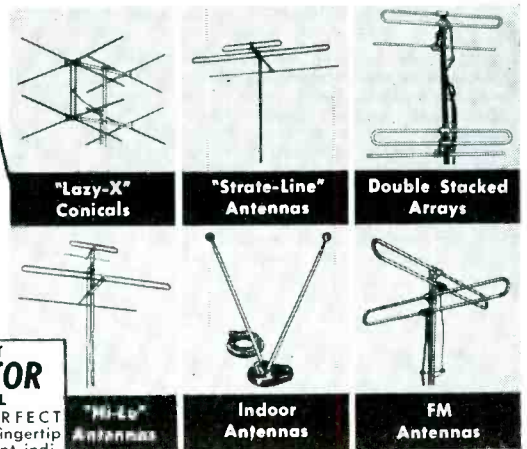 "Lazy-X"
Conicals
"Strate-Line"
Antennas
Double Stacked
Arrays
"Hi-Lo"
Antennas
Indoor
Antennas
FM
Antennas
TOR
RFECT
ingertip